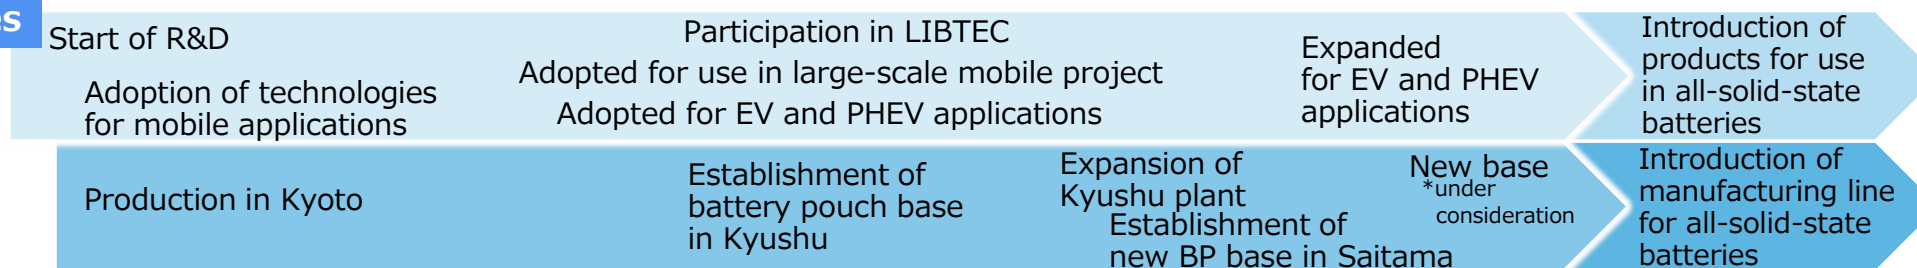 es
Start of R&D
Adoption of technologies
for mobile applications
Participation in LIBTEC
Adopted for use in large-scale mobile project
Adopted for EV and PHEV applications
Expanded
for EV and PHEV
applications
Introduction of
products for use
in all-solid-state
batteries
Production in Kyoto
Establishment of
battery pouch base
in Kyushu
Expansion of
Kyushu plant
Establishment of
new BP base in Saitama
New base
*under
consideration
Introduction of
manufacturing line
for all-solid-state
batteries